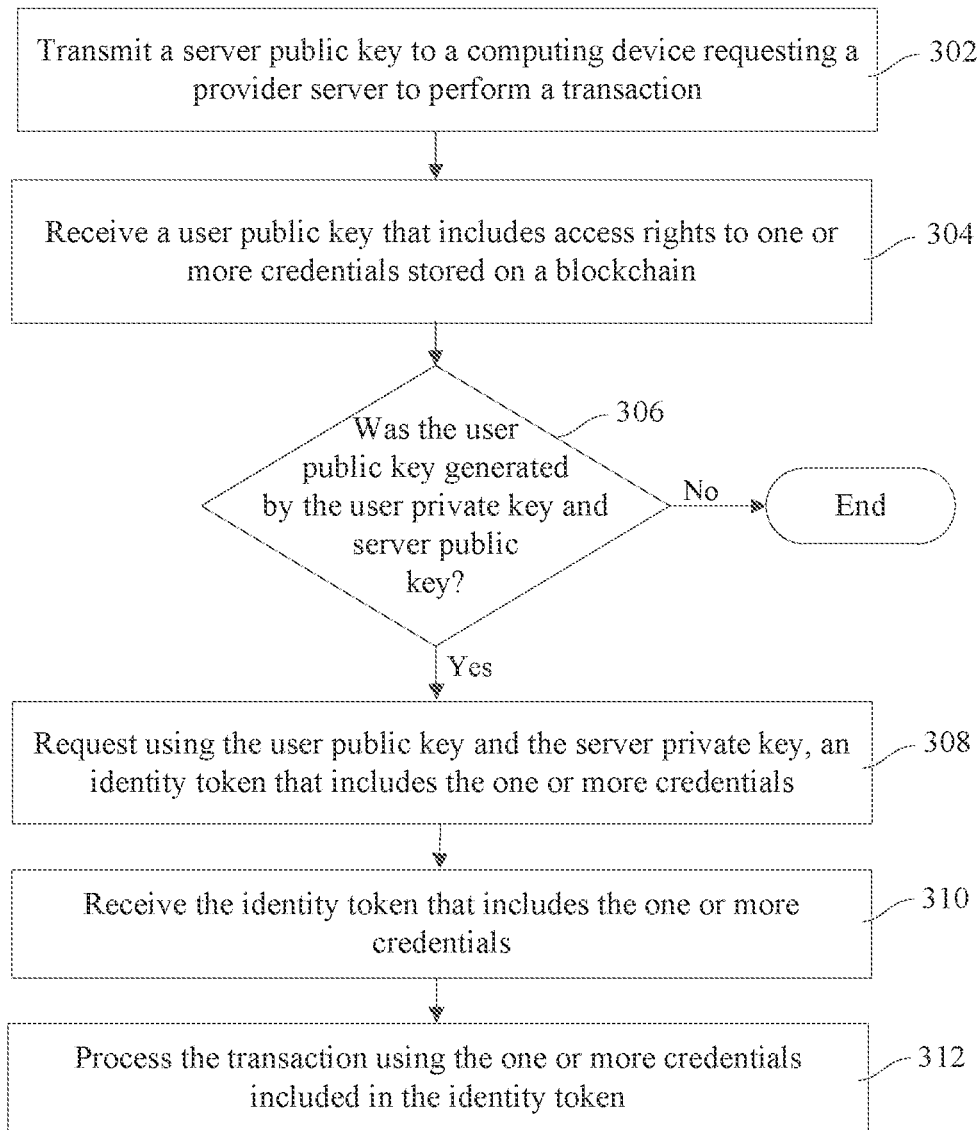 Transmit a server public key to a computing device requesting a
provider server to perform a transaction
302
Receive a user public key that includes access rights to one or
more credentials stored on a blockchain
304
306
Was the user
public key generated
by the user private key and
server public
key?
No
End
Yes
Request using the user public key and the server private key, an
identity token that includes the one or more credentials
308
Receive the identity token that includes the one or more
credentials
310
Process the transaction using the one or more credentials
included in the identity token
312